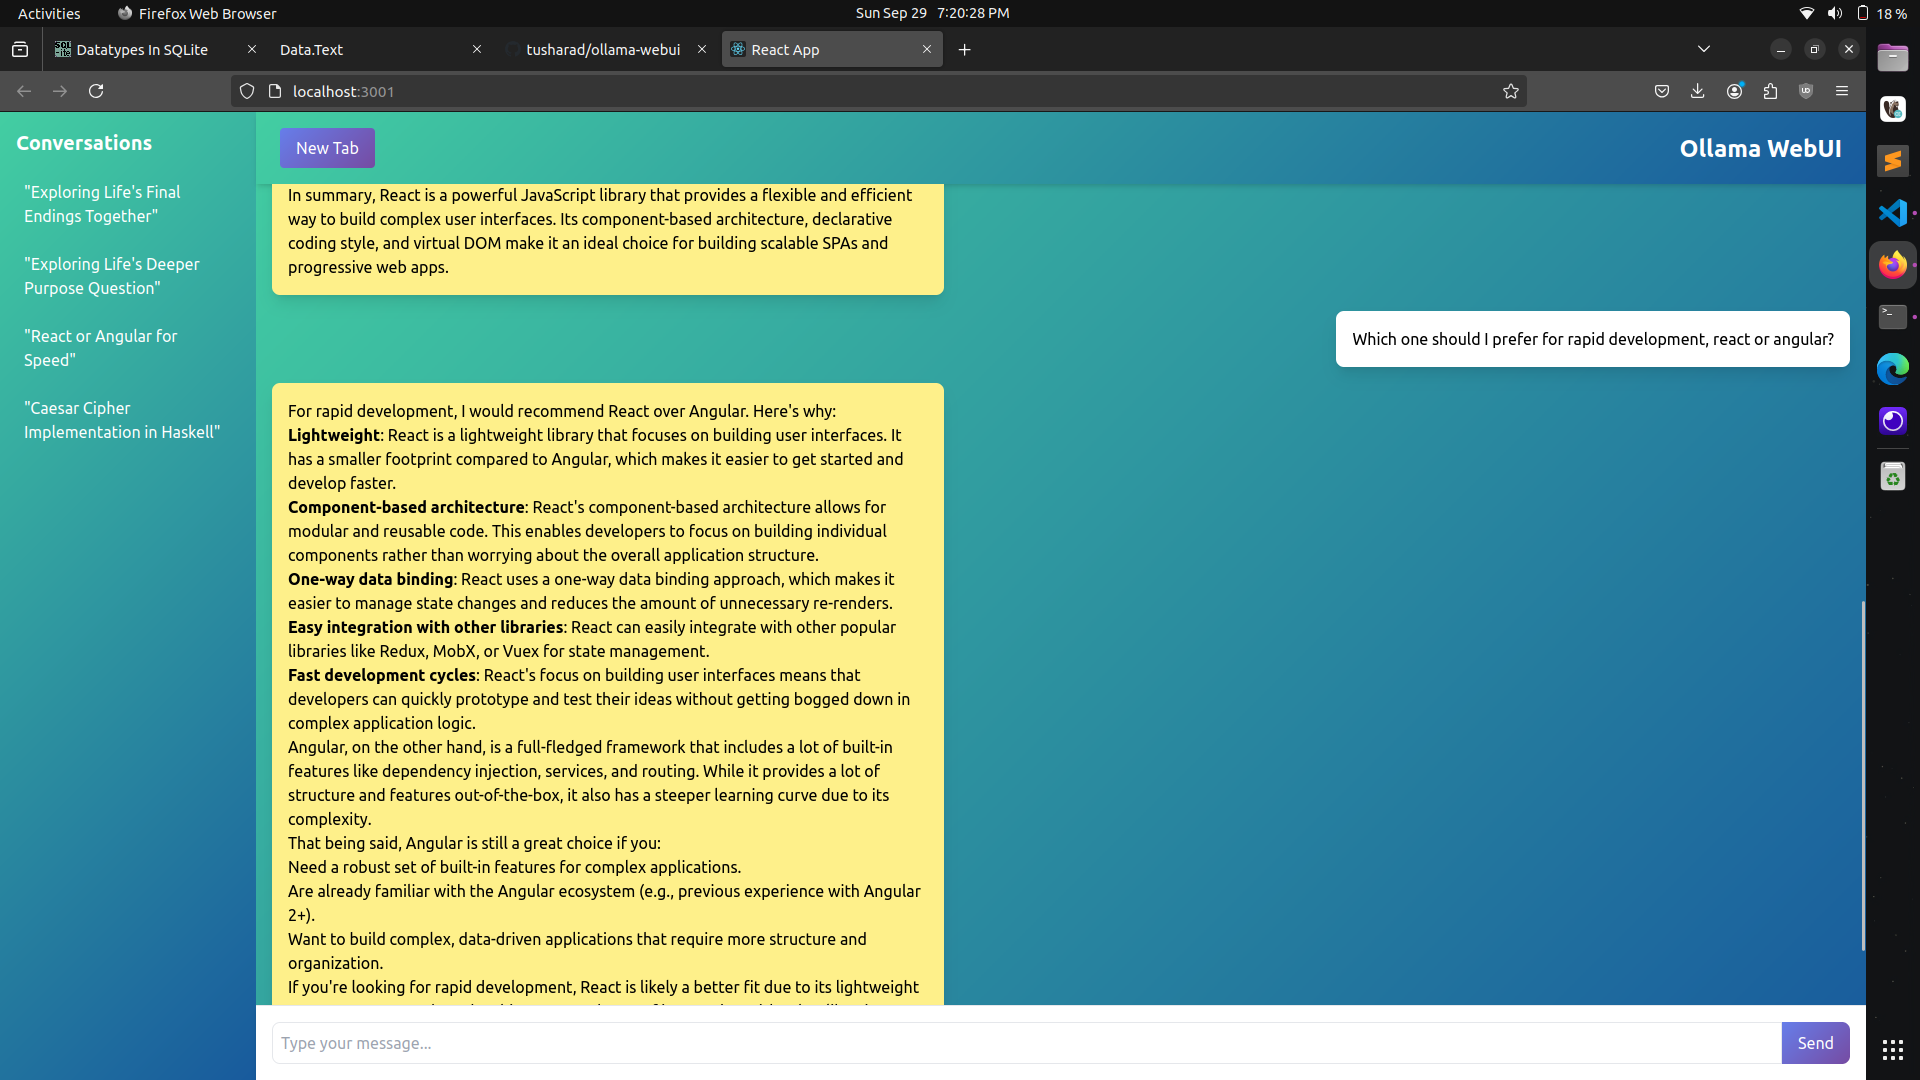 Activities
Firefox Web Browser
Sun Sep 29 7:20:28 PM
18 %
Datatypes In SQLite
Data.Text
tusharad/ollama-webui
React App
localhost:3001
Conversations
"Exploring Life's Final
Endings Together"
"Exploring Life's Deeper
Purpose Question"
"React or Angular for
Speed"
"Caesar Cipher
Implementation in Haskell"
New Tab
Ollama WebUI
In summary, React is a powerful JavaScript library that provides a flexible and efficient
way to build complex user interfaces. Its component-based architecture, declarative
coding style, and virtual DOM make it an ideal choice for building scalable SPAs and
progressive web apps.
Which one should I prefer for rapid development, react or angular?
For rapid development, I would recommend React over Angular. Here's why:
Lightweight: React is a lightweight library that focuses on building user interfaces. It
has a smaller footprint compared to Angular, which makes it easier to get started and
develop faster.
Component-based architecture: React's component-based architecture allows for
modular and reusable code. This enables developers to focus on building individual
components rather than worrying about the overall application structure.
One-way data binding: React uses a one-way data binding approach, which makes it
easier to manage state changes and reduces the amount of unnecessary re-renders.
Easy integration with other libraries: React can easily integrate with other popular
libraries like Redux, MobX, or Vuex for state management.
Fast development cycles: React's focus on building user interfaces means that
developers can quickly prototype and test their ideas without getting bogged down in
complex application logic.
Angular, on the other hand, is a full-fledged framework that includes a lot of built-in
features like dependency injection, services, and routing. While it provides a lot of
structure and features out-of-the-box, it also has a steeper learning curve due to its
complexity.
That being said, Angular is still a great choice if you:
Need a robust set of built-in features for complex applications.
Are already familiar with the Angular ecosystem (e.g., previous experience with Angular
2+).
Want to build complex, data-driven applications that require more structure and
organization.
If you're looking for rapid development, React is likely a better fit due to its lightweight
Type your message...
Send